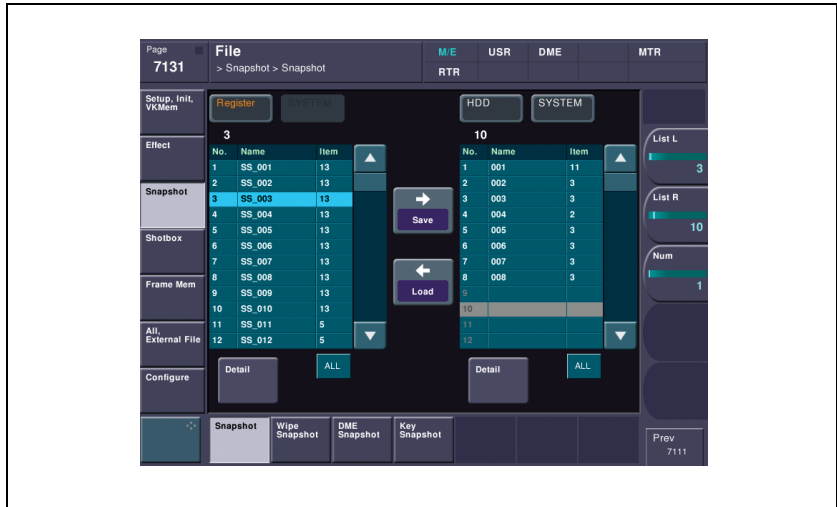 Page
7131
File
> Snapshot > Snapshot
M/E USR DME MTR
RTR
Setup, Init,
VKMem
Effect
Snapshot
Shotbox
Frame Mem
All,
External File
Configure
Register SYSTEM
3
No. Name Item
1 SS_001 13
2 SS_002 13
3 SS_003 13
4 SS_004 13
5 SS_005 13
6 SS_006 13
7 SS_007 13
8 SS_008 13
9 SS_009 13
10 SS_010 13
11 SS_011 5
12 SS_012 5
Detail
ALL
Save
Load
HDD SYSTEM
10
No. Name Item
1 001 11
2 002 3
3 003 3
4 004 2
5 005 3
6 006 3
7 007 3
8 008 3
9
10
11
12
Detail
ALL
List L
3
List R
10
Num
1
Snapshot
Wipe
Snapshot
DME
Snapshot
Key
Snapshot
Prev
7111